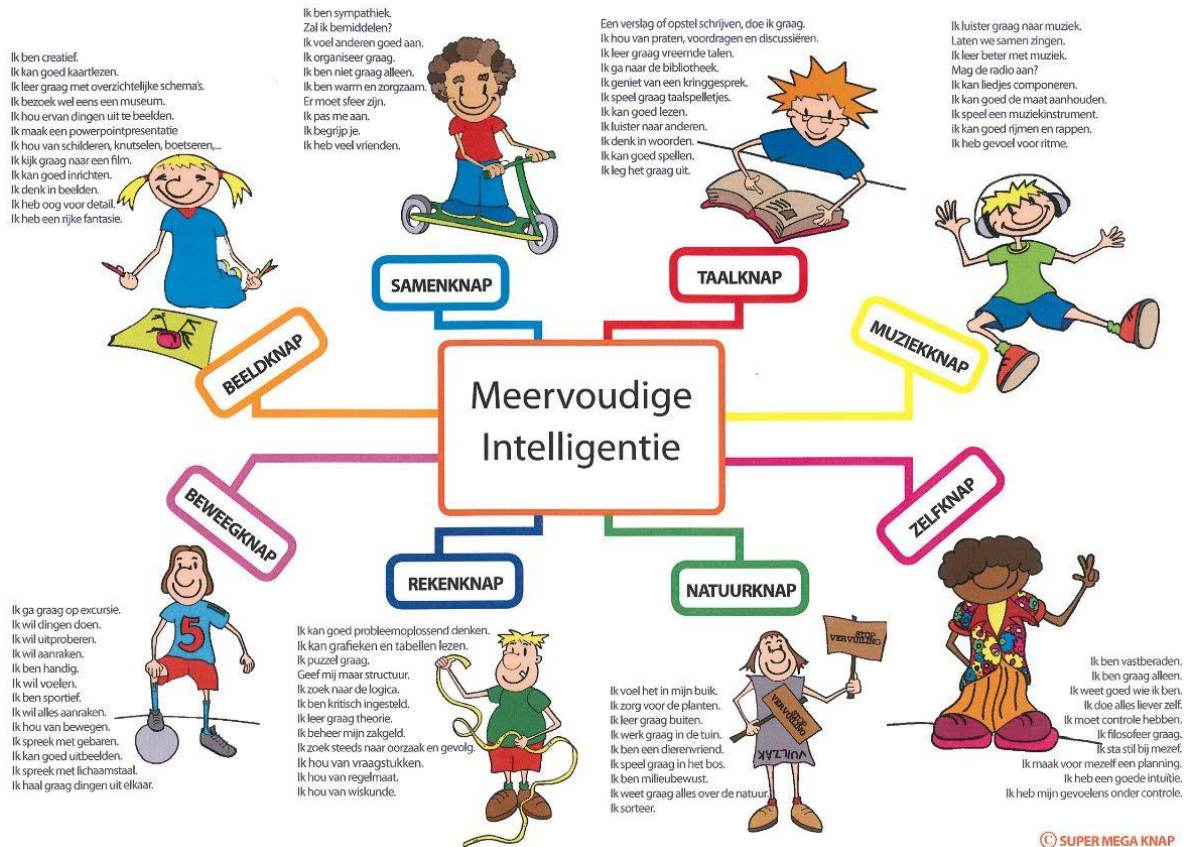 Ik ben creatief.
Ik kan goed kaartlezen.
Ik leer graag met overzichtelijke schema's.
Ik bezoek wel eens een museum.
Ik hou ervan dingen uit te beelden.
Ik maak een powerpointpresentatie
Ik hou van schilderen, knutselen, boetseren,...
Ik kijk graag naar een film.
Ik kan goed inrichten.
Ik denk in beelden.
Ik heb oog voor detail.
Ik heb een rijke fantasie.
Ik ben sympathiek.
Zal ik bemiddelen?
Ik voel anderen goed aan.
Ik organiseer graag.
Ik ben niet graag alleen.
Ik ben warm en zorgzaam.
Er moet sfeer zijn.
Ik pas me aan.
Ik begrijp je.
Ik heb veel vrienden.
Een verslag of opstel schrijven, doe ik graag.
Ik hou van praten, voordragen en discussiëren.
Ik leer graag vreemde talen.
Ik ga naar de bibliotheek.
Ik geniet van een kringgesprek.
Ik speel graag taalspelletjes.
Ik kan goed lezen.
Ik luister naar anderen.
Ik denk in woorden.
Ik kan goed spellen.
Ik leg het graag uit.
Ik luister graag naar muziek.
Laten we samen zingen.
Ik leer beter met muziek.
Mag de radio aan?
Ik kan liedjes componeren.
Ik kan goed de maat aanhouden.
Ik speel een muziekinstrument.
ik kan goed rijmen en rappen.
Ik heb gevoel voor ritme.
SAMENKNAP
TAALKNAP
BEELDKNAP
MUZIEKKNAP
Meervoudige
Intelligentie
BEWEEGKNAP
ZELFKNAP
REKENKNAP
NATUURKNAP
5
Ik ga graag op excursie.
Ik wil dingen doen.
Ik wil uitproberen.
Ik wil aanraken.
Ik ben handig.
Ik wil voelen.
Ik ben sportief.
Ik wil alles aanraken.
Ik hou van bewegen.
Ik spreek met gebaren.
Ik kan goed uitbeelden.
Ik spreek met lichaamstaal.
Ik haal graag dingen uit elkaar.
Ik kan goed probleemoplossend denken.
Ik kan grafieken en tabellen lezen.
Ik puzzel graag.
Geef mij maar structuur.
Ik zoek naar de logica.
Ik ben kritisch ingesteld.
Ik leer graag theorie.
Ik beheer mijn zakgeld.
Ik zoek steeds naar oorzaak en gevolg.
Ik hou van vraagstukken.
Ik hou van regelmaat.
Ik hou van wiskunde.
Ik voel het in mijn buik.
Ik zorg voor de planten.
Ik leer graag buiten.
Ik werk graag in de tuin.
Ik ben een dierenvriend.
Ik speel graag in het bos.
Ik ben milieubewust.
Ik weet graag alles over de natuur.
Ik sorteer.
STOP
VERVUILING
STOP
VERVUILING
VUILZAK
Ik ben vastberaden.
Ik ben graag alleen.
Ik weet goed wie ik ben.
Ik doe alles liever zelf.
Ik moet controle hebben.
Ik filosofeer graag.
Ik sta stil bij mezef.
Ik maak voor mezelf een planning.
Ik heb een goede intuïtie.
Ik heb mijn gevoelens onder controle.
© SUPER MEGA KNAP